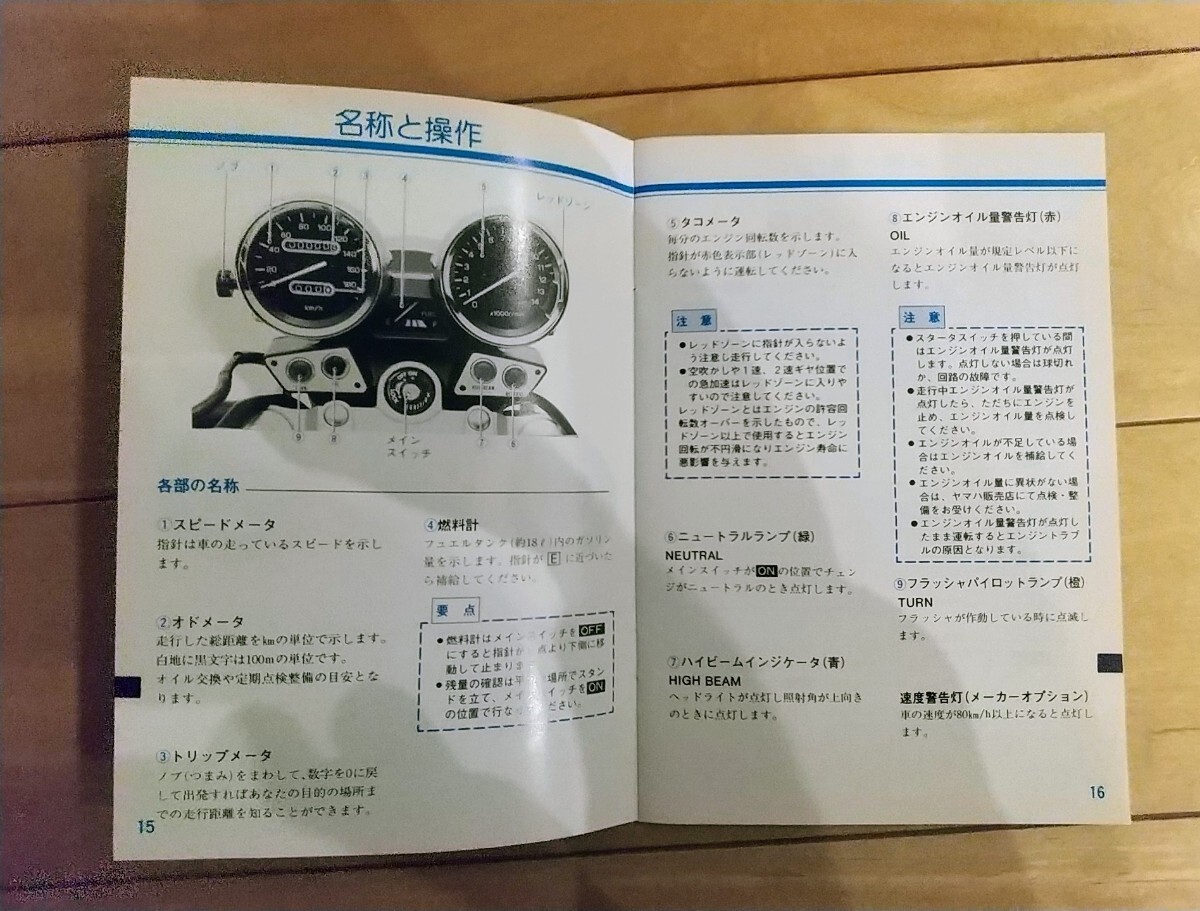 名称と操作
ノブ 1 2 3 4 5 レッドゾーン
9 8 メイン
スイッチ 7 6
各部の名称
①スピードメータ
指針は車の走っているスピードを示し
ます。
②オドメータ
走行した総距離をkmの単位で示します。
白地に黒文字は100mの単位です。
オイル交換や定期点検整備の目安とな
ります。
③トリップメータ
ノブ(つまみ)をまわして、数字を0に戻
して出発すればあなたの目的の場所ま
での走行距離を知ることができます。
15
④燃料計
フュエルタンク(約18ℓ)内のガソリン
量を示します。指針が E に近づいた
ら補給してください。
要 点
●燃料計はメインスイッチを OFF
にすると指針が 点より下側に移
動して止まり
●残量の確認は 場所でスタン
ドを立て、メイ スイッチを ON
の位置で行な ください。
⑤タコメータ
毎分のエンジン回転数を示します。
指針が赤色表示部(レッドゾーン)に入
らないように運転してください。
注 意
●レッドゾーンに指針が入らないよ
う注意し走行してください。
●空吹かしや1速、2速ギヤ位置で
の急加速はレッドゾーンに入りや
すいので注意してください。
レッドゾーンとはエンジンの許容回
転数オーバーを示したもので、レッ
ドゾーン以上で使用するとエンジン
回転が不円滑になりエンジン寿命に
悪影響を与えます。
⑥ニュートラルランプ(緑)
NEUTRAL
メインスイッチが ON の位置でチェン
ジがニュートラルのとき点灯します。
⑦ハイビームインジケータ(青)
HIGH BEAM
ヘッドライトが点灯し照射角が上向き
のときに点灯します。
⑧エンジンオイル量警告灯(赤)
OIL
エンジンオイル量が規定レベル以下に
なるとエンジンオイル量警告灯が点灯
します。
注 意
●スタータスイッチを押している間
はエンジンオイル量警告灯が点灯
します。点灯しない場合は球切れ
か、回路の故障です。
●走行中エンジンオイル量警告灯が
点灯したら、ただちにエンジンを
止め、エンジンオイル量を点検し
てください。
●エンジンオイルが不足している場
合はエンジンオイルを補給してく
ださい。
●エンジンオイル量に異状がない場
合は、ヤマハ販売店にて点検・整
備をお受けください。
●エンジンオイル量警告灯が点灯し
たまま運転するとエンジントラブ
ルの原因となります。
⑨フラッシャパイロットランプ(橙)
TURN
フラッシャが作動している時に点滅し
ます。
速度警告灯(メーカーオプション)
車の速度が80km/h以上になると点灯し
ます。
16